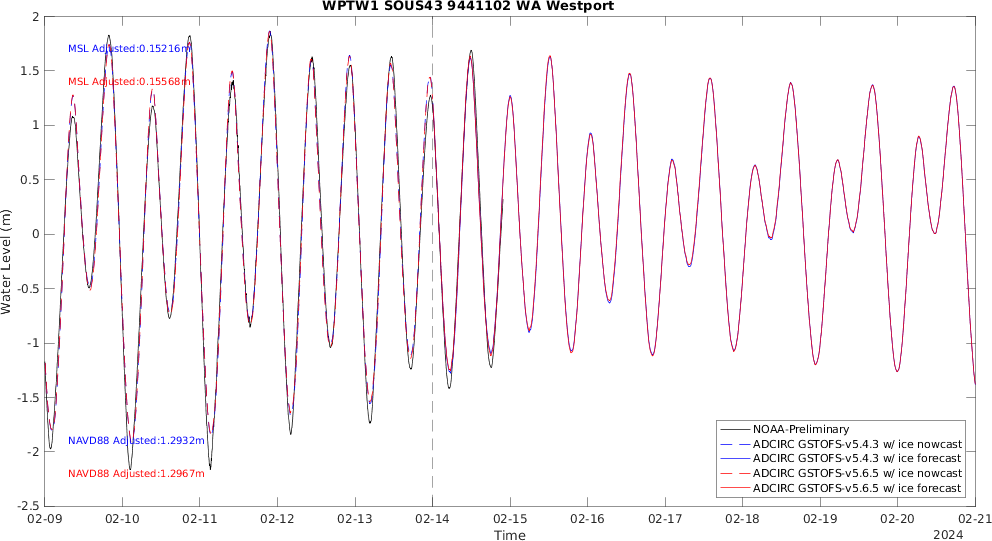 WPTW1 SOUS43 9441102 WA Westport
2
1.5
1
0.5
0
-0.5
-1
-1.5
-2
-2.5
Water Level (m)
MSL Adjusted:0.15216m
MSL Adjusted:0.15568m
NAVD88 Adjusted:1.2932m
NAVD88 Adjusted:1.2967m
NOAA-Preliminary
ADCIRC GSTOFS-v5.4.3 w/ ice nowcast
ADCIRC GSTOFS-v5.4.3 w/ ice forecast
ADCIRC GSTOFS-v5.6.5 w/ ice nowcast
ADCIRC GSTOFS-v5.6.5 w/ ice forecast
02-09 02-10 02-11 02-12 02-13 02-14 02-15 02-16 02-17 02-18 02-19 02-20 02-21
Time
2024